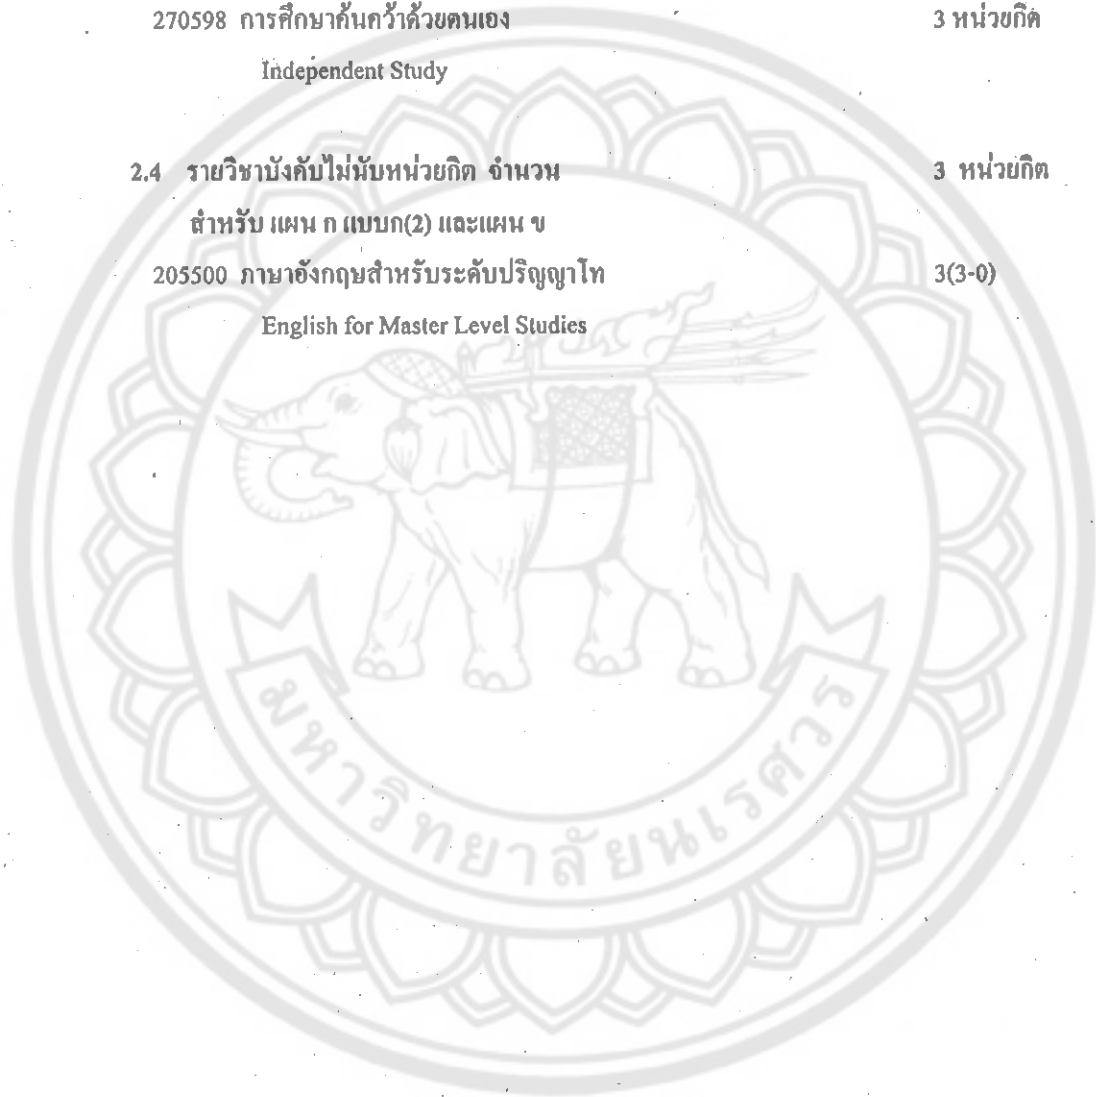 270598 การศึกษาค้นคว้าด้วยตนเอง 3 หน่วยกิต
Independent Study
2.4 รายวิชาบังคับไม่นับหน่วยกิต จำนวน 3 หน่วยกิต
สำหรับ แผน ก แบบก(2) และแผน ข
205500 ภาษาอังกฤษสำหรับระดับปริญญาโท 3(3-0)
English for Master Level Studies
มหาวิทยาลัยนเรศวร